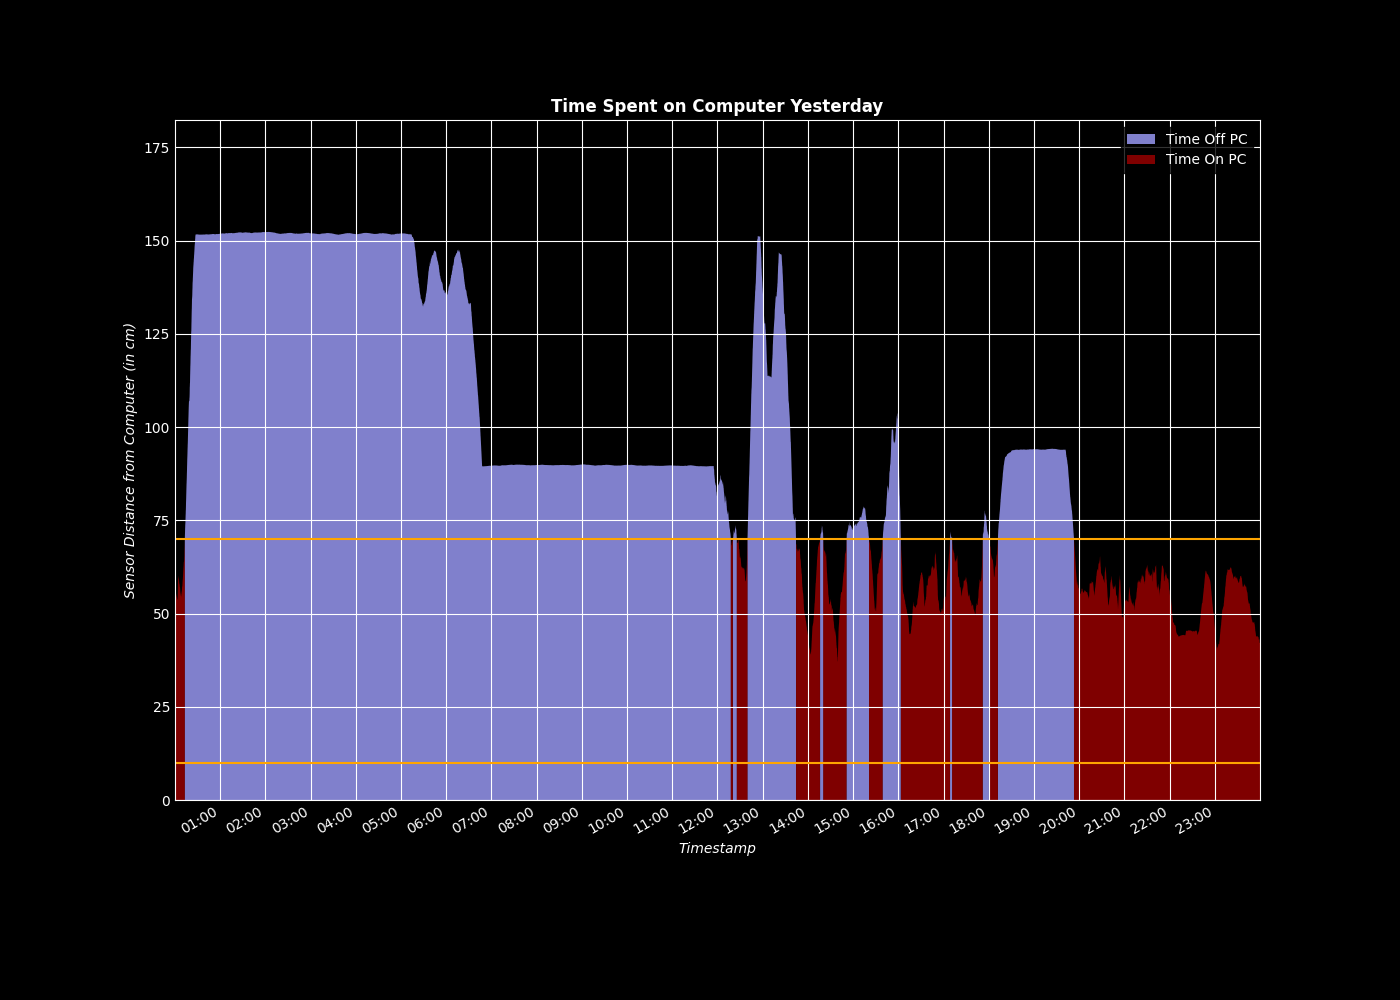 Time Spent on Computer Yesterday
Time Off PC
Time On PC
Sensor Distance from Computer (in cm)
175
150
125
100
75
50
25
0
01:00 02:00 03:00 04:00 05:00 06:00 07:00 08:00 09:00 10:00 11:00 12:00 13:00 14:00 15:00 16:00 17:00 18:00 19:00 20:00 21:00 22:00 23:00
Timestamp